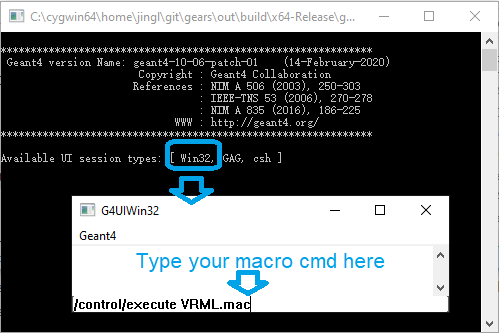 C:\cygwin64\home\jingl\git\gears\out\build\x64-Release\g...
*************************************************************
Geant4 version Name: geant4-10-06-patch-01    (14-February-2020)
Copyright : Geant4 Collaboration
References : NIM A 506 (2003), 250-303
: IEEE-TNS 53 (2006), 270-278
: NIM A 835 (2016), 186-225
WWW : http://geant4.org/
*************************************************************
Available UI session types: [ Win32, GAG, csh ]
G4UIWin32
Geant4
Type your macro cmd here
/control/execute VRML.mac